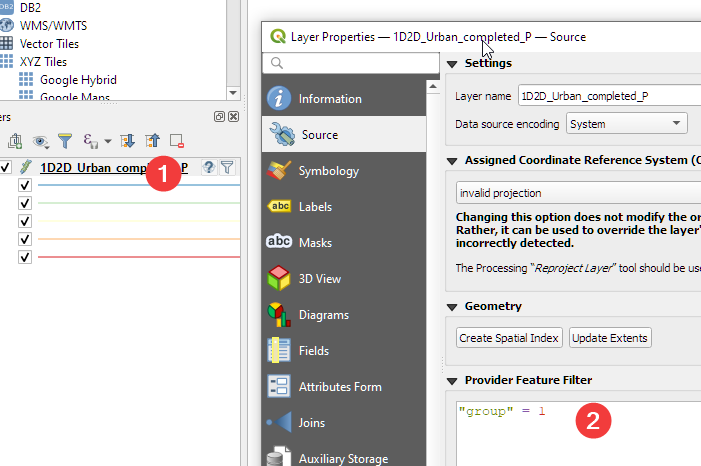 DB2
WMS/WMTS
Vector Tiles
XYZ Tiles
Google Hybrid
Google Maps
ers
1D2D_Urban_comp
P
1
Layer Properties — 1D2D_Urban_completed_P — Source
Information
Source
Symbology
abc Labels
abc Masks
3D View
Diagrams
Fields
Attributes Form
Joins
Auxiliary Storage
Settings
Layer name 1D2D_Urban_completed_P
Data source encoding System
Assigned Coordinate Reference System (C
invalid projection
Changing this option does not modify the or
Rather, it can be used to override the layer'
incorrectly detected.
The Processing “Reproject Layer” tool should be use
Geometry
Create Spatial Index Update Extents
Provider Feature Filter
"group" = 1
2